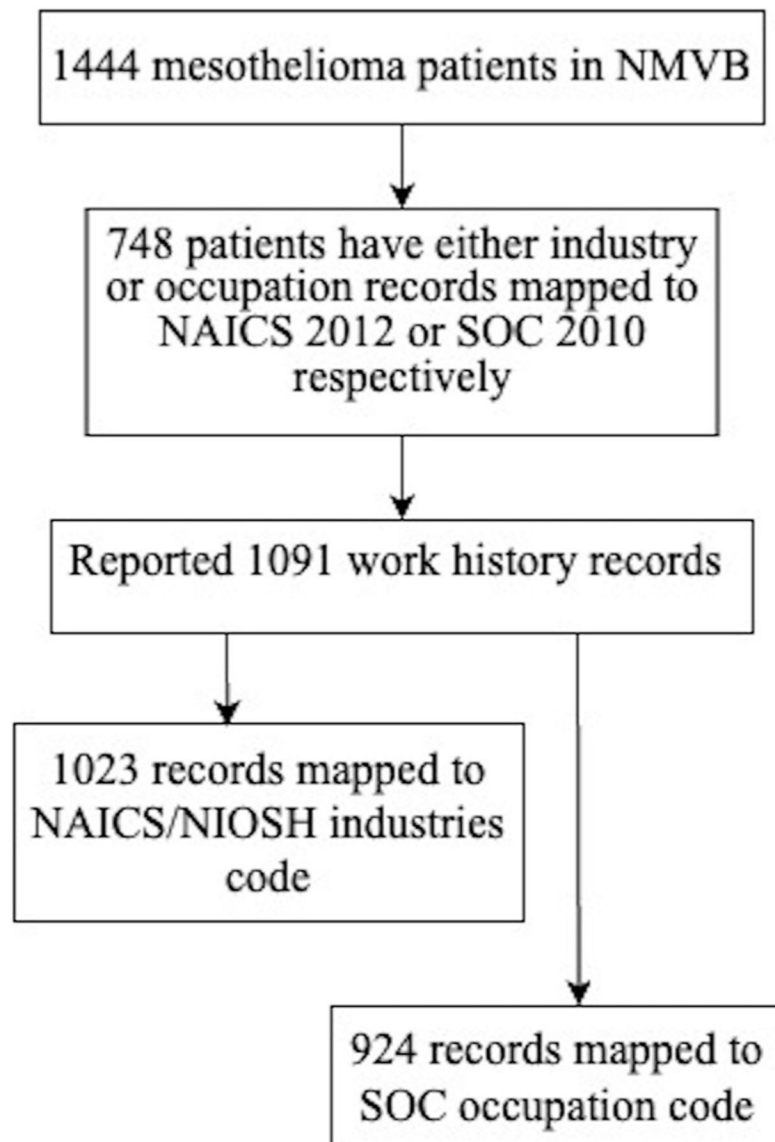 1444 mesothelioma patients in NMVB
748 patients have either industry
or occupation records mapped to
NAICS 2012 or SOC 2010
respectively
Reported 1091 work history records
1023 records mapped to
NAICS/NIOSH industries
code
924 records mapped to
SOC occupation code